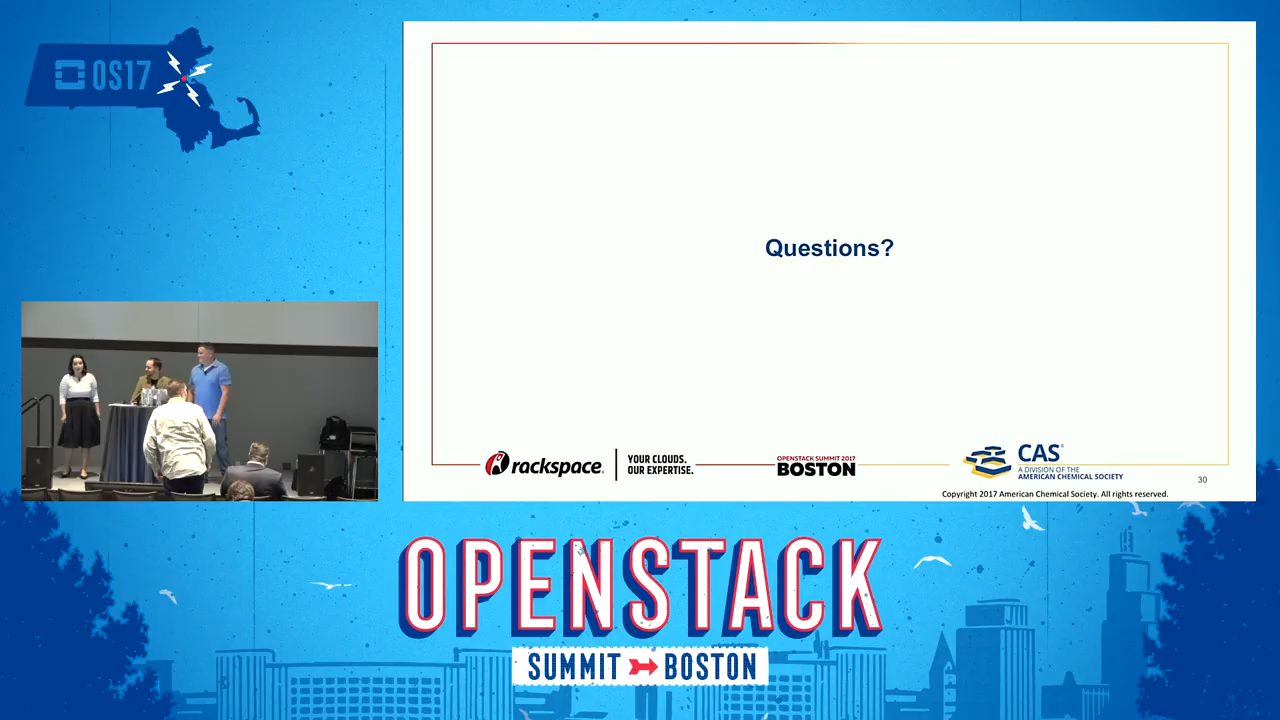 OS17
Questions?
rackspace®
YOUR CLOUDS.
OUR EXPERTISE.
OPENSTACK SUMMIT 2017
BOSTON
CAS
A DIVISION OF THE
AMERICAN CHEMICAL SOCIETY
30
Copyright 2017 American Chemical Society. All rights reserved.
OPENSTACK
SUMMIT BOSTON